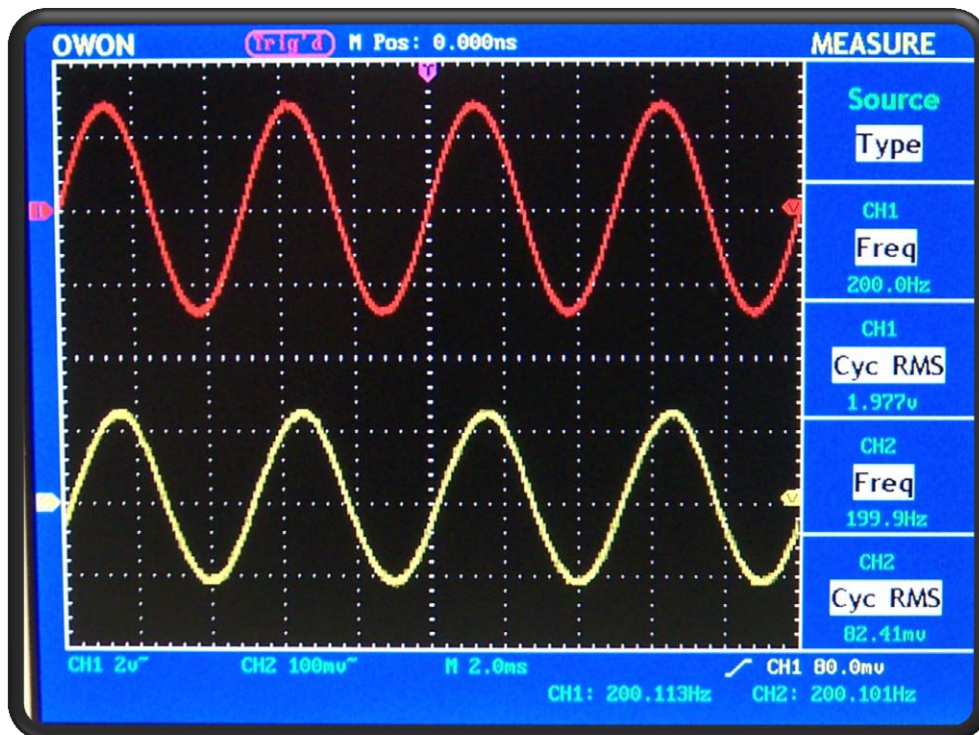 OWON Trig'd M Pos: 0.000ns MEASURE
T
Source
Type
CH1
Freq
200.0Hz
CH1
Cyc RMS
1.977v
CH2
Freq
199.9Hz
CH2
Cyc RMS
82.41mv
CH1 2v~ CH2 100mv~ M 2.0ms CH1 80.0mv
CH1: 200.113Hz CH2: 200.101Hz